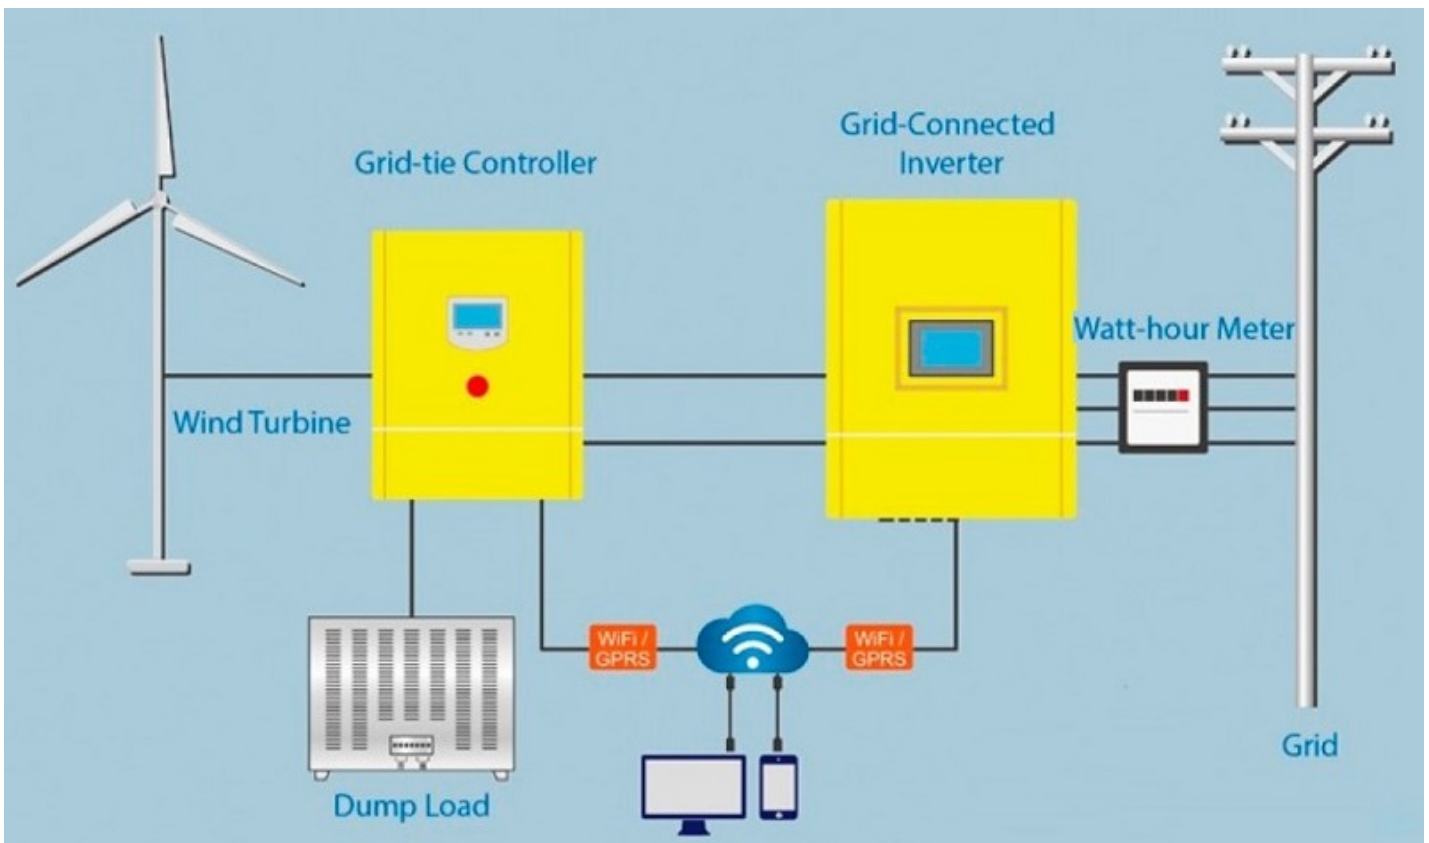 Grid-Connected
Inverter
Grid-tie Controller
Watt-hour Meter
Wind Turbine
WiFi /
GPRS
WiFi /
GPRS
Grid
Dump Load